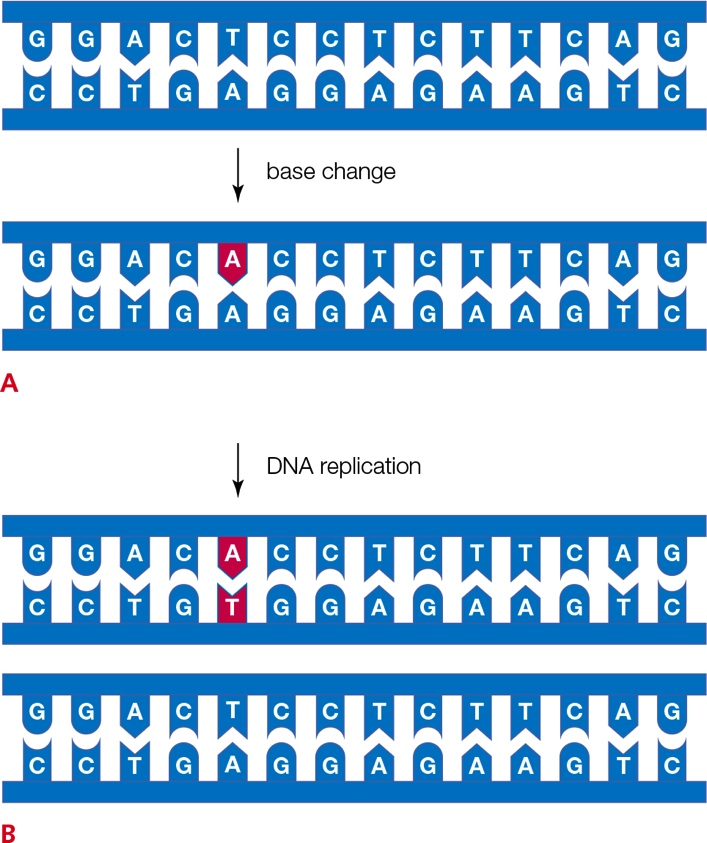 G G A C T C C T C T T C A G
C C T G A G G A G A A G T C
base change
G G A C A C C T C T T C A G
C C T G A G G A G A A G T C
A
DNA replication
G G A C A C C T C T T C A G
C C T G T G G A G A A G T C
G G A C T C C T C T T C A G
C C T G A G G A G A A G T C
B